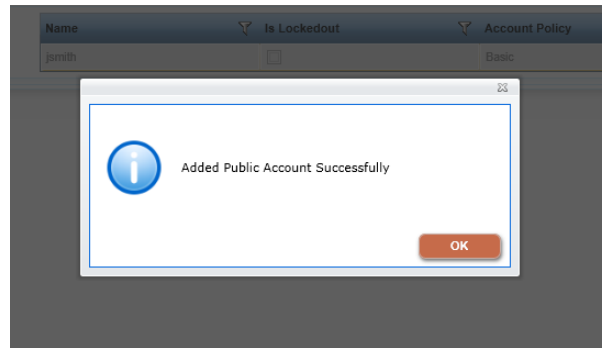 Name Is Lockedout Account Policy
jsmith Basic
Added Public Account Successfully
OK